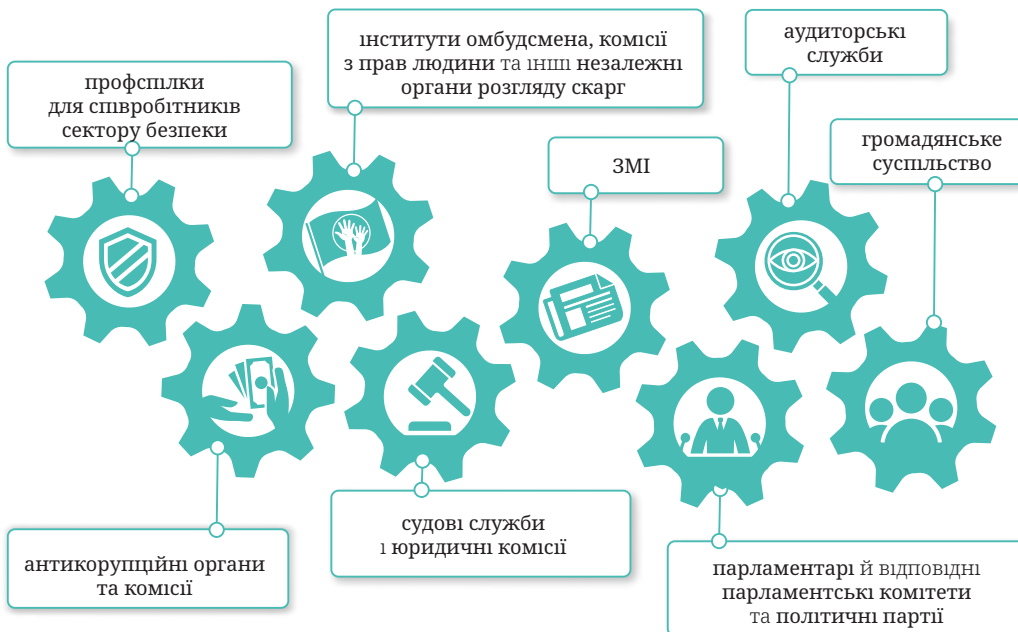 профспілки
для співробітників
сектору безпеки
інститути омбудсмена, комісії
з прав людини та інші незалежні
органи розгляду скарг
ЗМІ
аудиторські
служби
громадянське
суспільство
антикорупційні органи
та комісії
судові служби
і юридичні комісії
парламентарі й відповідні
парламентські комітети
та політичні партії